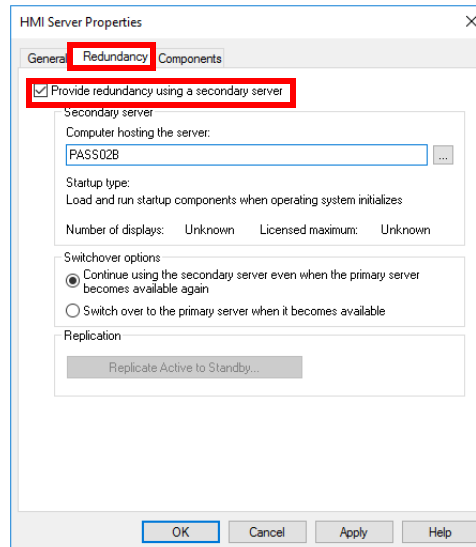 HMI Server Properties
General Redundancy Components
Provide redundancy using a secondary server
Secondary server
Computer hosting the server:
PASS02B
...
Startup type:
Load and run startup components when operating system initializes
Number of displays: Unknown Licensed maximum: Unknown
Switchover options
Continue using the secondary server even when the primary server
becomes available again
Switch over to the primary server when it becomes available
Replication
Replicate Active to Standby...
OK Cancel Apply Help